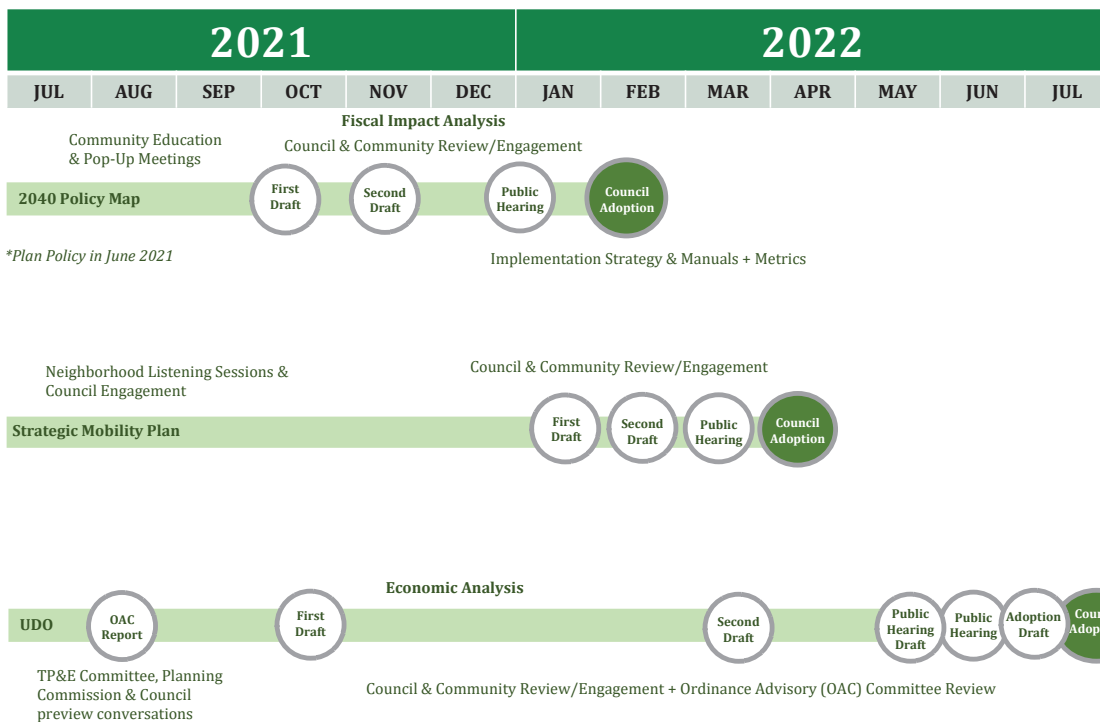 2021
2022
JUL AUG SEP OCT NOV DEC JAN FEB MAR APR MAY JUN JUL
Fiscal Impact Analysis
Community Education
& Pop-Up Meetings
Council & Community Review/Engagement
2040 Policy Map
First
Draft
Second
Draft
Public
Hearing
Council
Adoption
*Plan Policy in June 2021
Implementation Strategy & Manuals + Metrics
Neighborhood Listening Sessions &
Council Engagement
Council & Community Review/Engagement
Strategic Mobility Plan
First
Draft
Second
Draft
Public
Hearing
Council
Adoption
Economic Analysis
UDO
OAC
Report
First
Draft
Second
Draft
Public
Hearing
Draft
Public
Hearing
Adoption
Draft
TP&E Committee, Planning
Commission & Council
preview conversations
Council & Community Review/Engagement + Ordinance Advisory (OAC) Committee Review